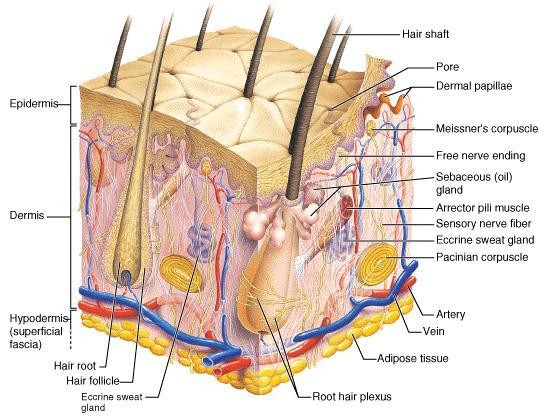 Hair shaft
Pore
Dermal papillae
Epidermis
Meissner's corpuscle
Free nerve ending
Sebaceous (oil)
gland
Arrector pili muscle
Dermis
Sensory nerve fiber
Eccrine sweat gland
Pacinian corpuscle
Artery
Hypodermis
(superficial
fascia)
Vein
Adipose tissue
Hair root
Hair follicle
Eccrine sweat
gland
Root hair plexus